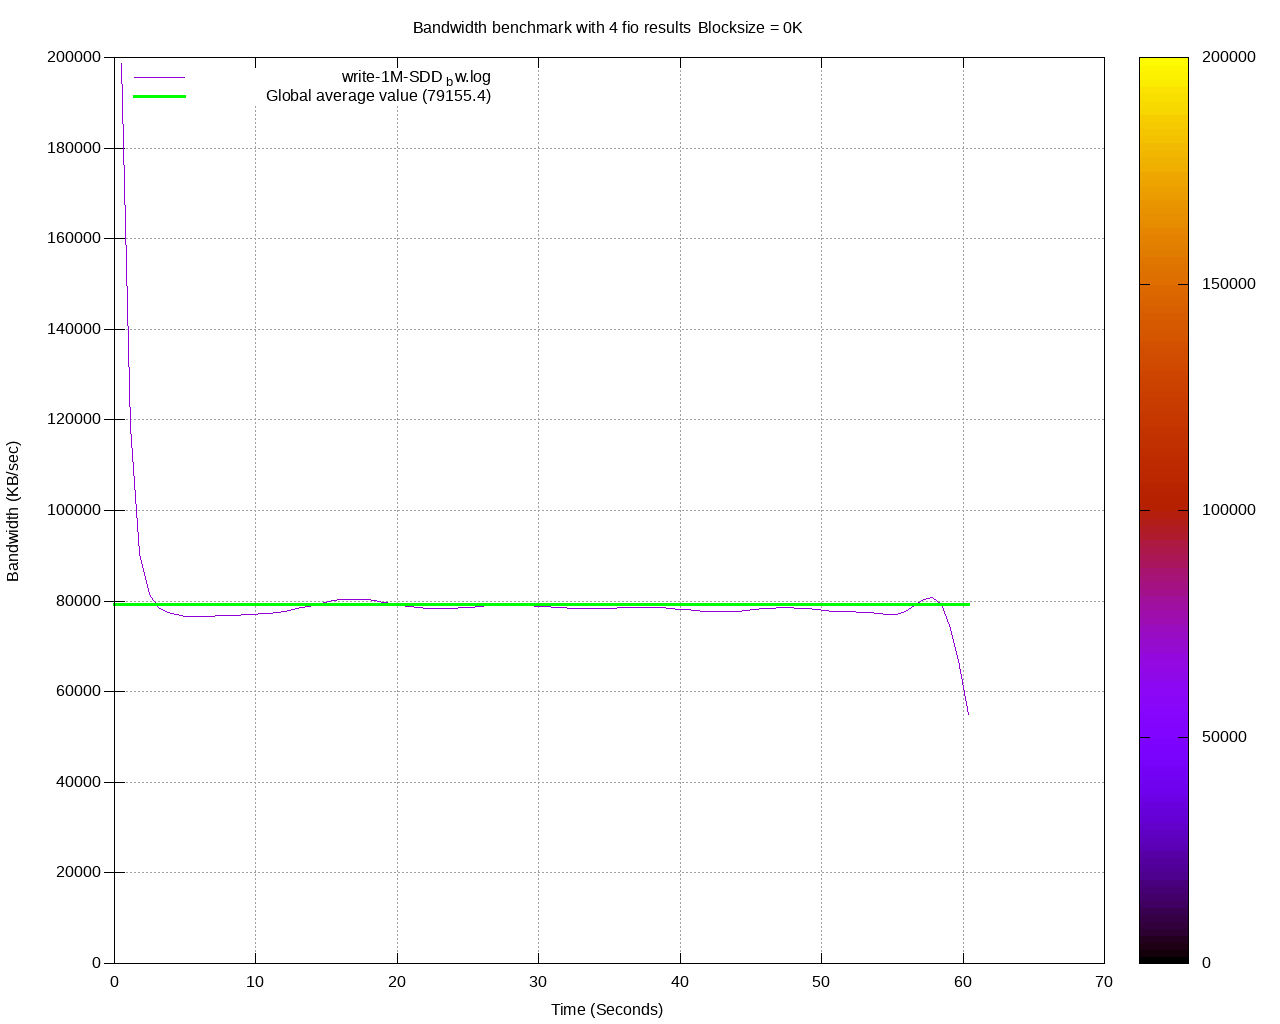 Bandwidth benchmark with 4 fio results Blocksize = 0K
write-1M-SDD_bw.log
Global average value (79155.4)
200000
180000
160000
140000
120000
100000
80000
60000
40000
20000
0
Bandwidth (KB/sec)
0 10 20 30 40 50 60 70
Time (Seconds)
200000
150000
100000
50000
0